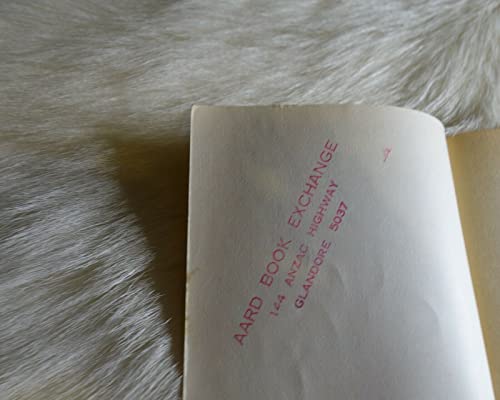 AARD BOOK EXCHANGE
144 ANZAC HIGHWAY
GLANDORE 5037